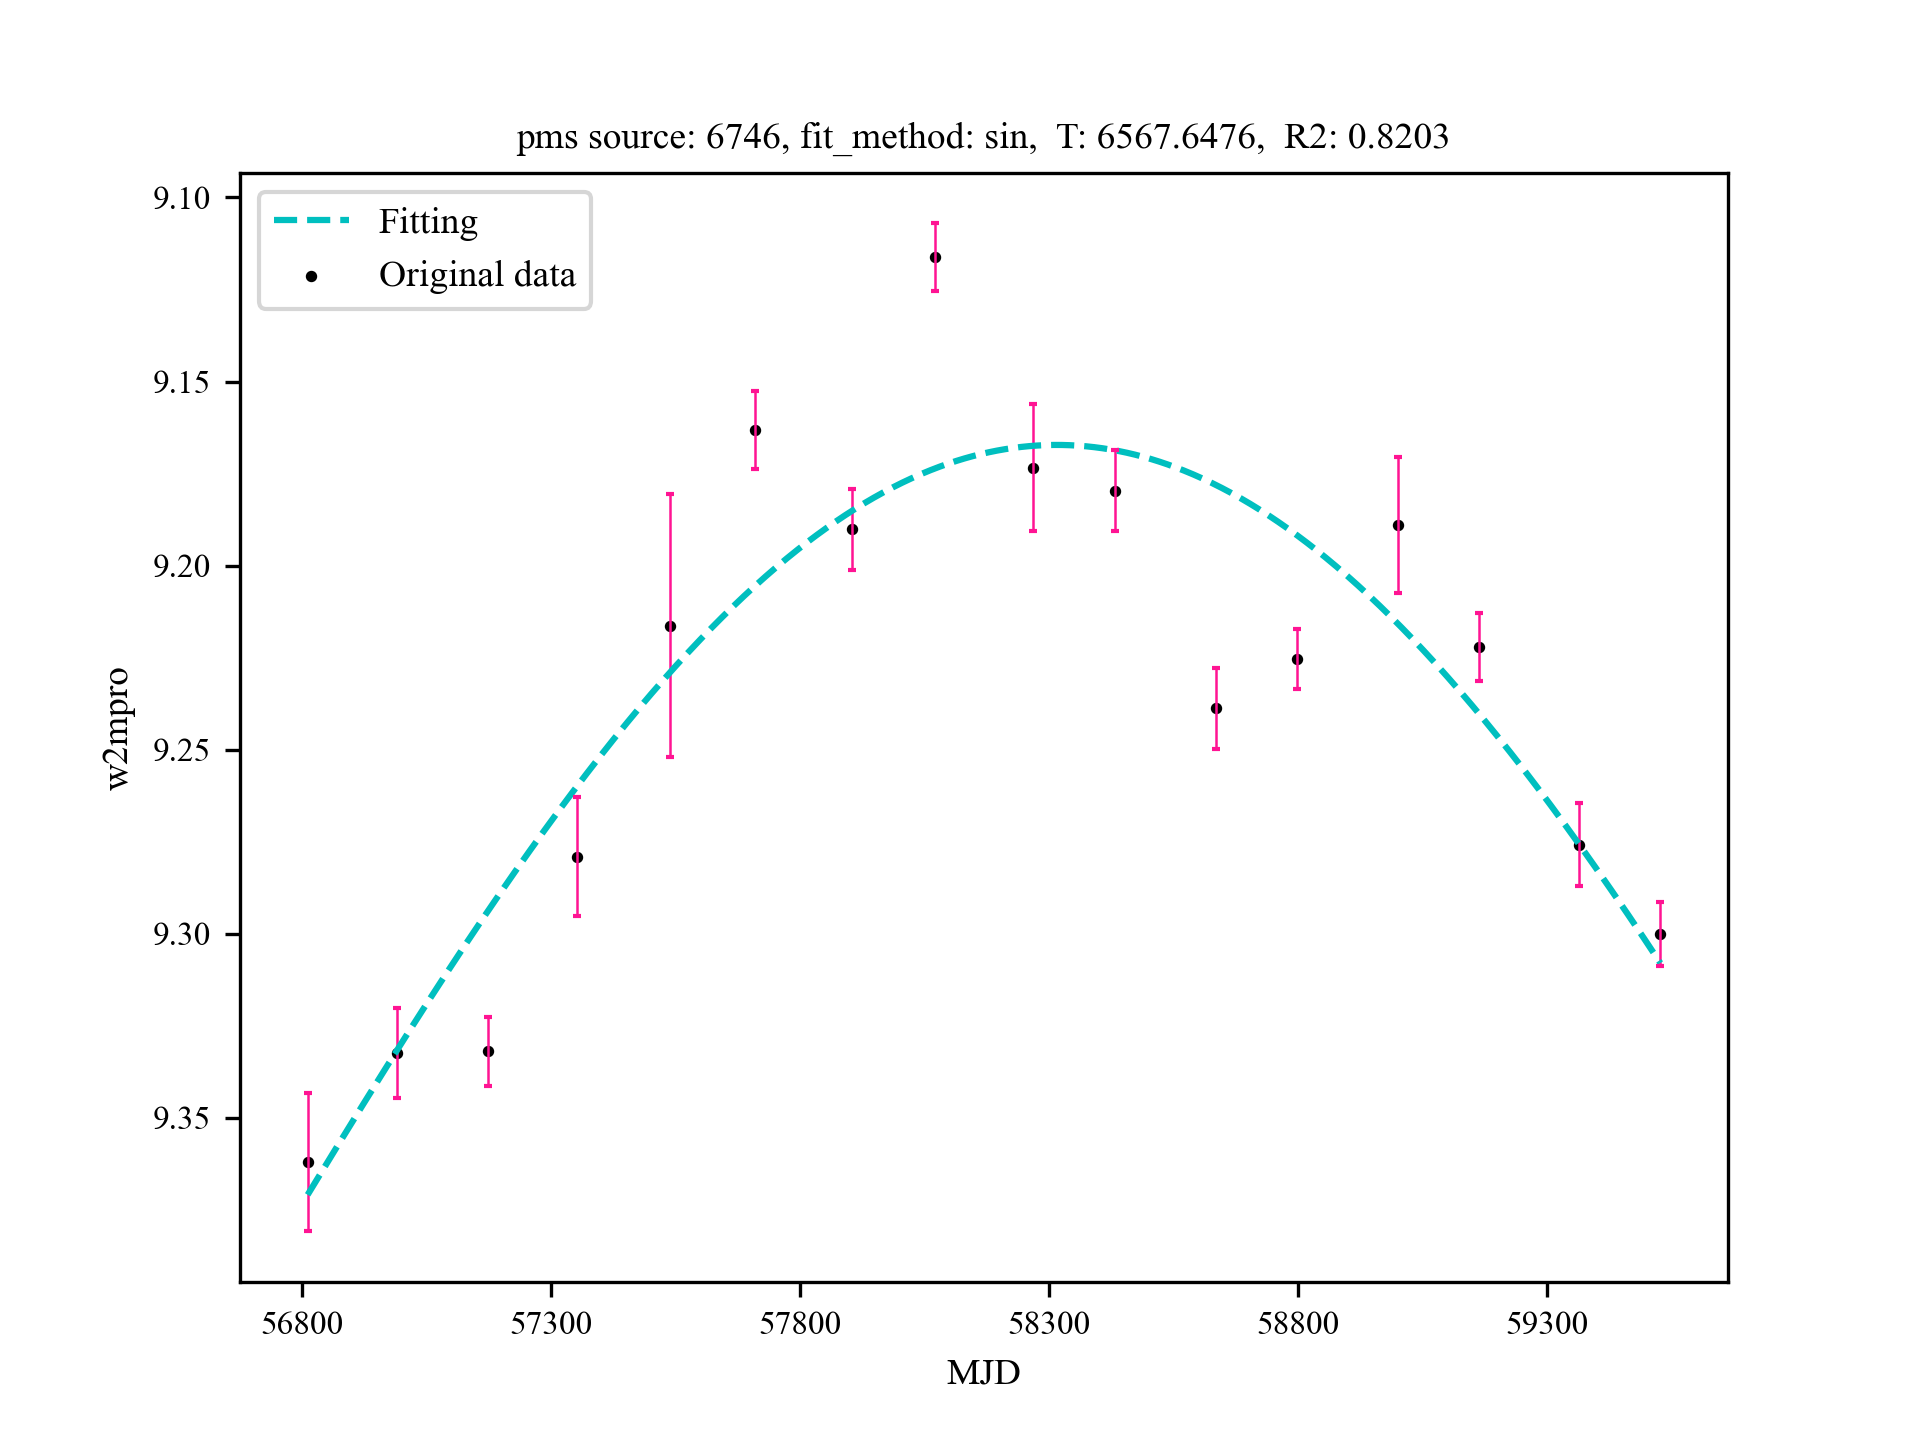 pms source: 6746, fit_method: sin,  T: 6567.6476,  R2: 0.8203
Fitting
Original data
9.10
9.15
9.20
9.25
9.30
9.35
w2mpro
56800
57300
57800
58300
58800
59300
MJD